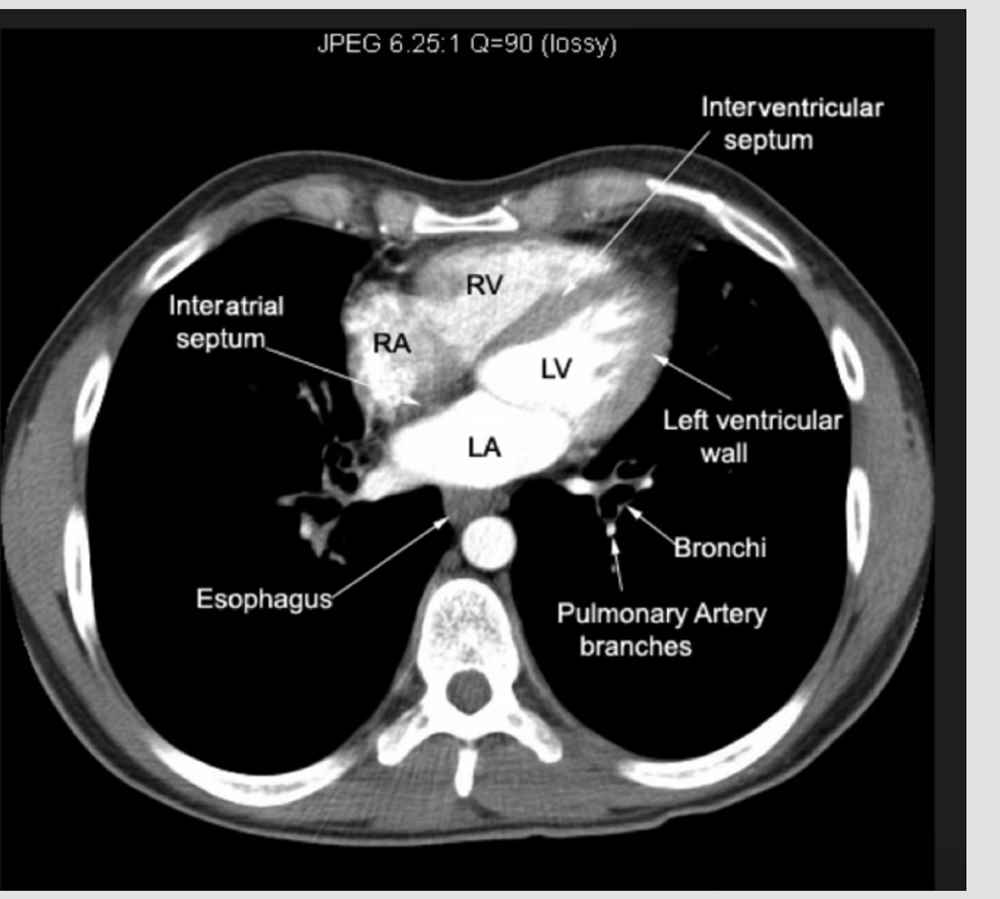 JPEG 6.25:1 Q=90 (lossy)
Interventricular
septum
Interatrial
septum
RV
RA
LV
Left ventricular
wall
LA
Bronchi
Esophagus
Pulmonary Artery
branches